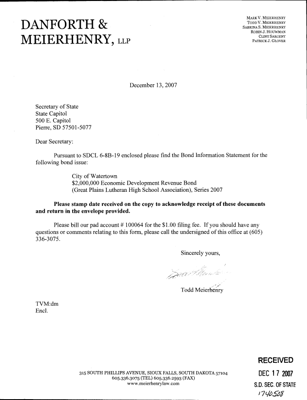 DANFORTH &
MEIERHENRY, LLP
MARK V. MEIERHENRY
TODD V. MEIERHENRY
SABRINA S. MEIERHENRY
CLINT SARGENT
PATRICK J. GLOVER
December 13, 2007
Secretary of State
State Capitol
500 E. Capitol
Pierre, SD 57501-5077
Dear Secretary:
Pursuant to SDCL 6-8B-19 enclosed please find the Bond Information Statement for the
following bond issue:
City of Watertown
$2,000,000 Economic Development Revenue Bond
(Great Plains Lutheran High School Association), Series 2007
Please stamp date received on the copy to acknowledge receipt of these documents
and return in the envelope provided.
Please bill our pad account # 100064 for the $1.00 filing fee. If you should have any
questions or comments relating to this form, please call the undersigned of this office at (605)
336-3075.
Sincerely yours,
Todd Meierhenry
TVM:dm
Encl.
315 SOUTH PHILLIPS AVENUE, SIOUX FALLS, SOUTH DAKOTA 57104
605.336.3075 (TEL) 605.336.2593 (FAX)
www.meierhenrylaw.com
RECEIVED
DEC 17 2007
S.D. SEC. OF STATE